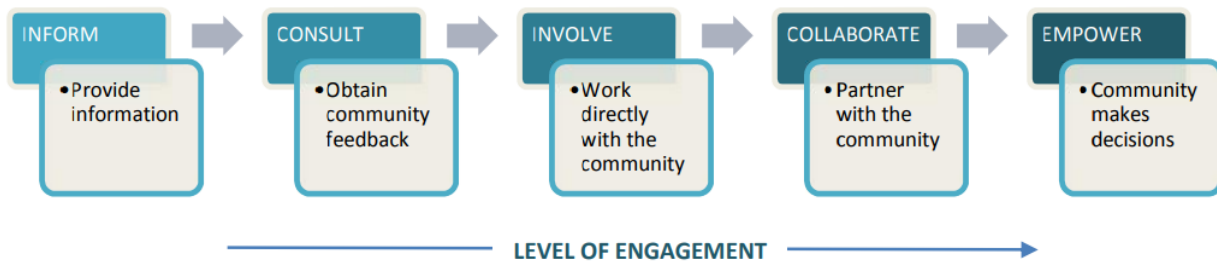 INFORM
•Provide
information
CONSULT
•Obtain
community
feedback
INVOLVE
•Work
directly
with the
community
COLLABORATE
•Partner
with the
community
EMPOWER
•Community
makes
decisions
LEVEL OF ENGAGEMENT